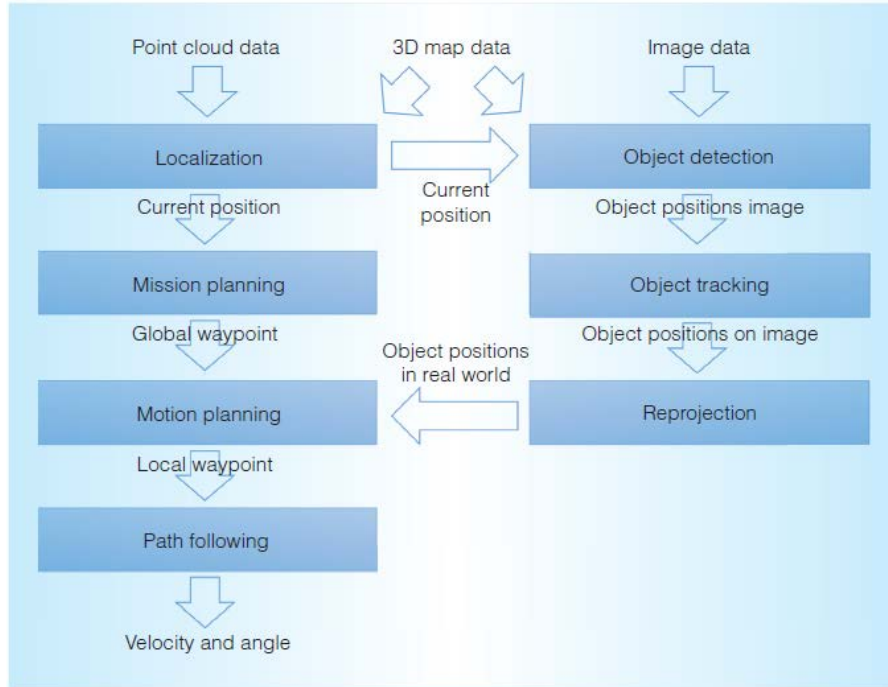 Point cloud data
3D map data
Image data
Localization
Current
position
Object detection
Current position
Object positions image
Mission planning
Object tracking
Global waypoint
Object positions on image
Object positions
in real world
Motion planning
Reprojection
Local waypoint
Path following
Velocity and angle